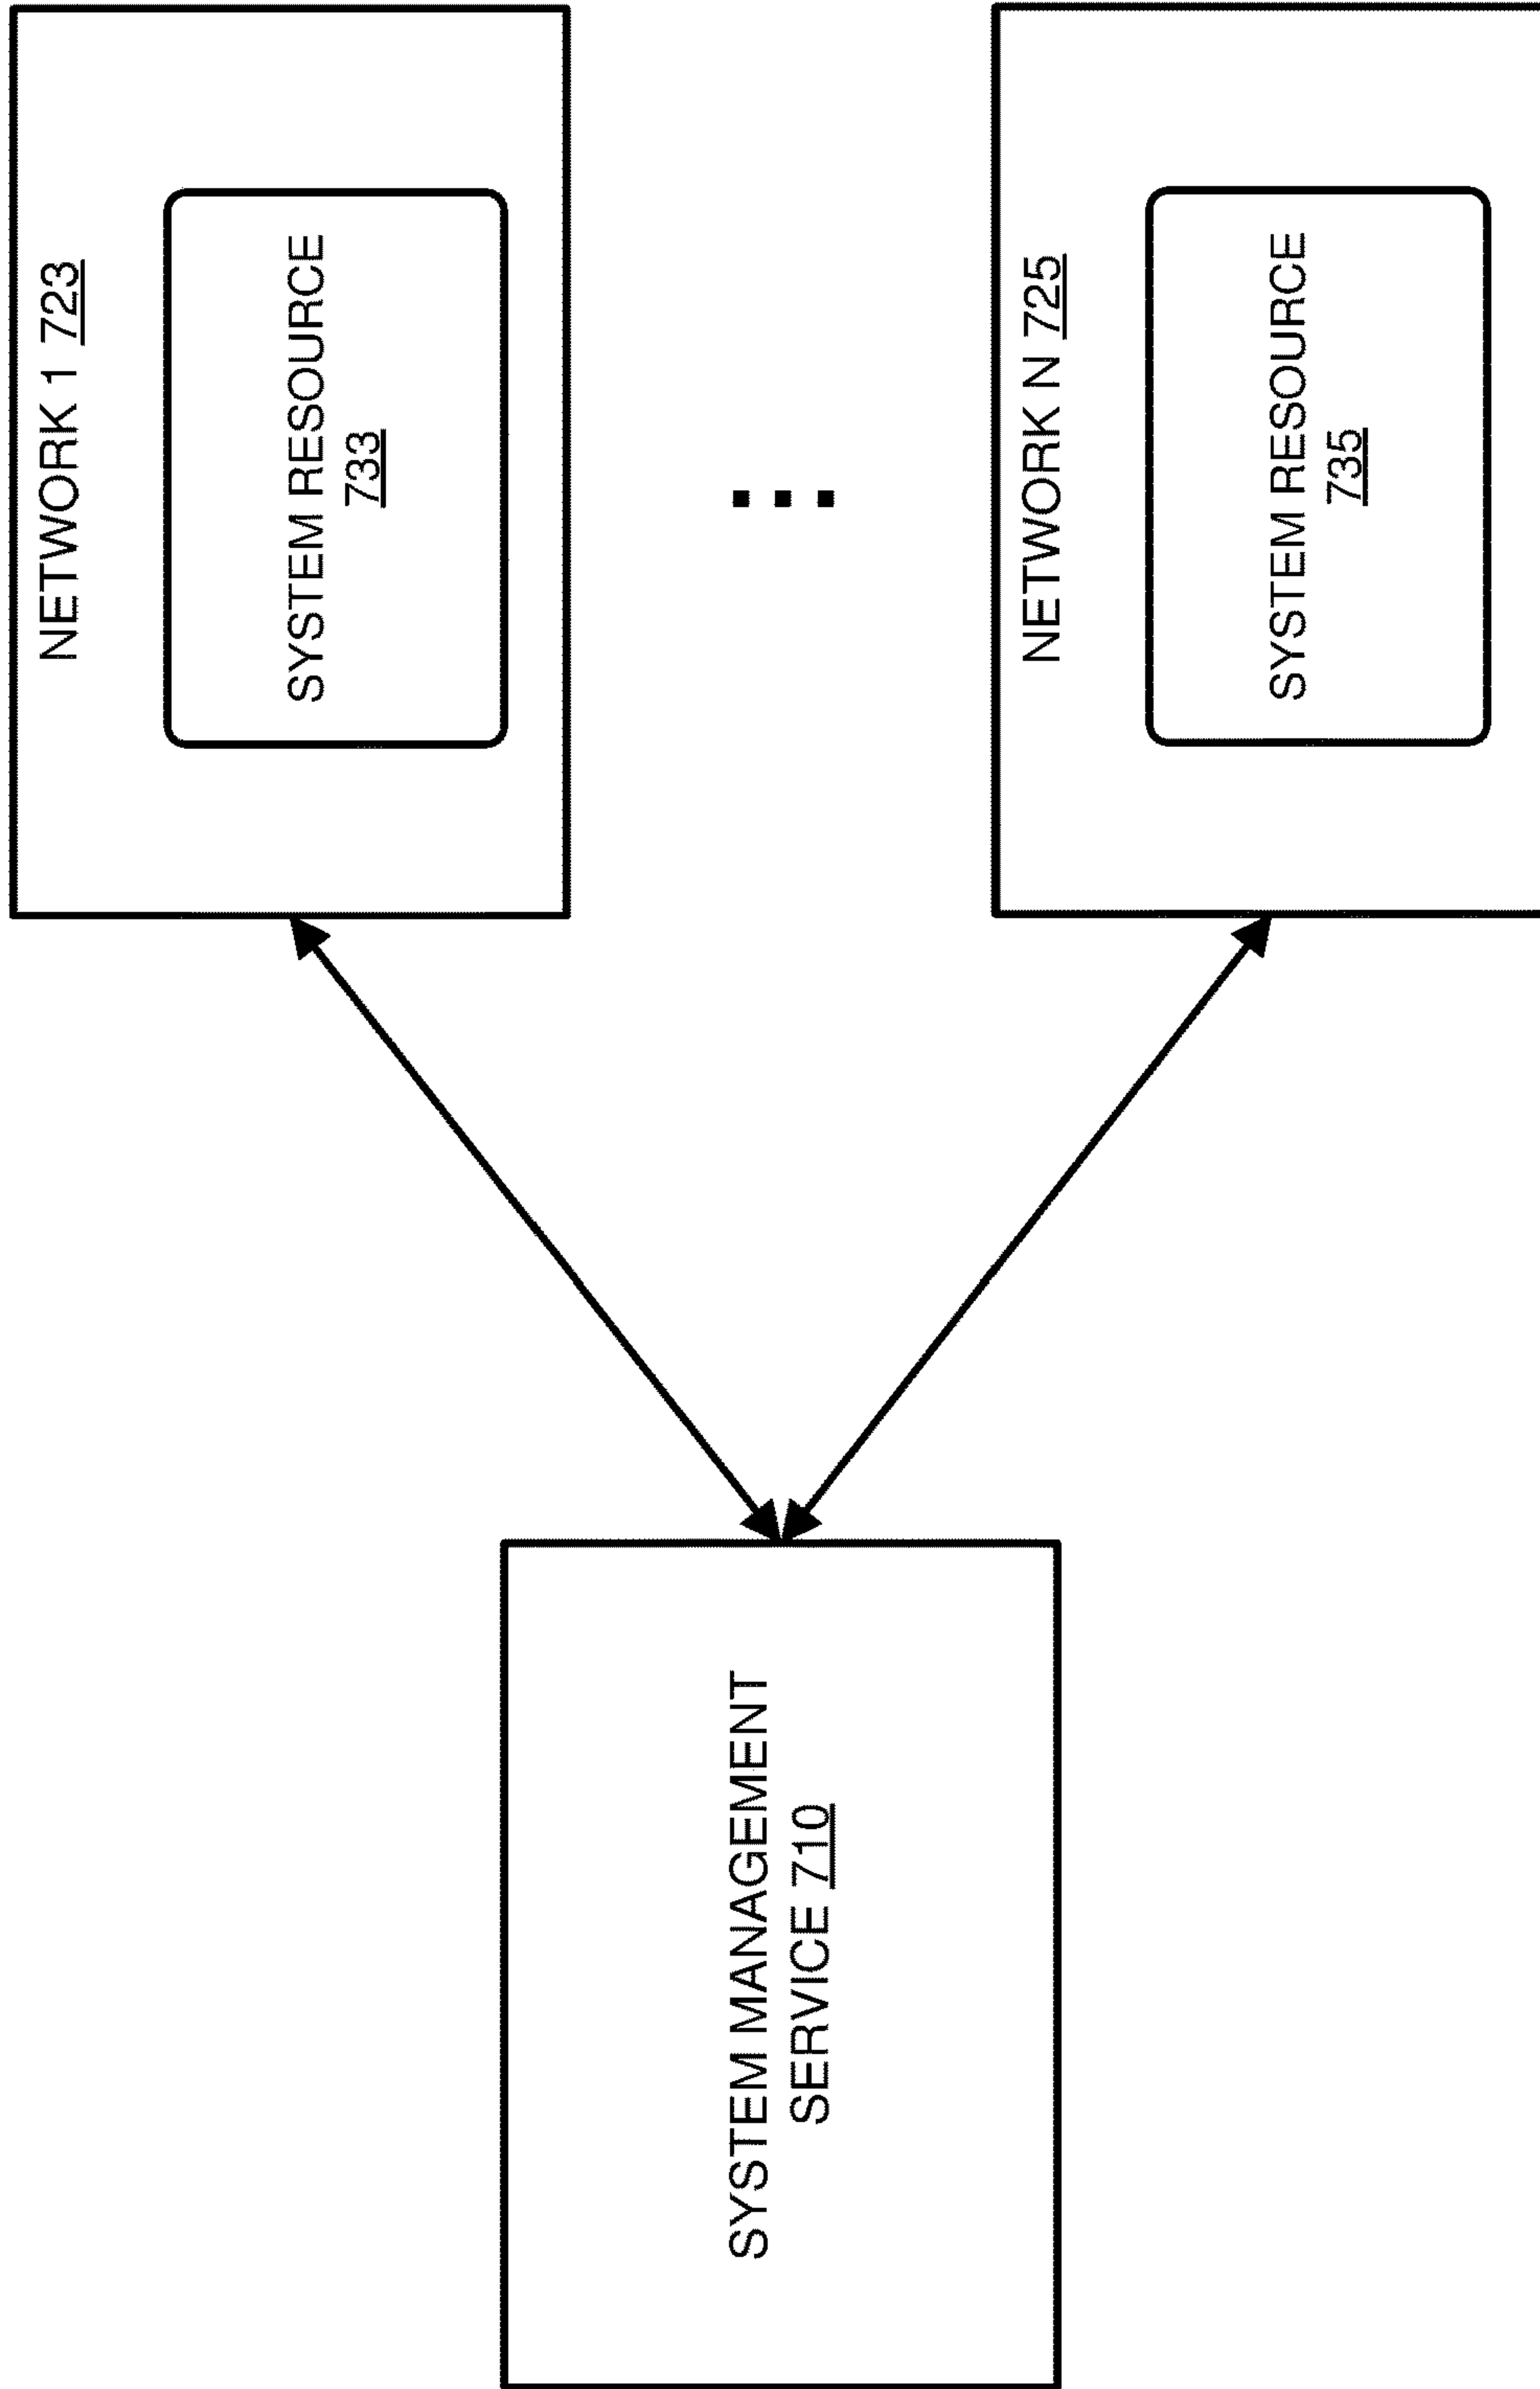 NETWORK 1 723
SYSTEM RESOURCE
733
SYSTEM MANAGEMENT
SERVICE 710
NETWORK N 725
SYSTEM RESOURCE
735